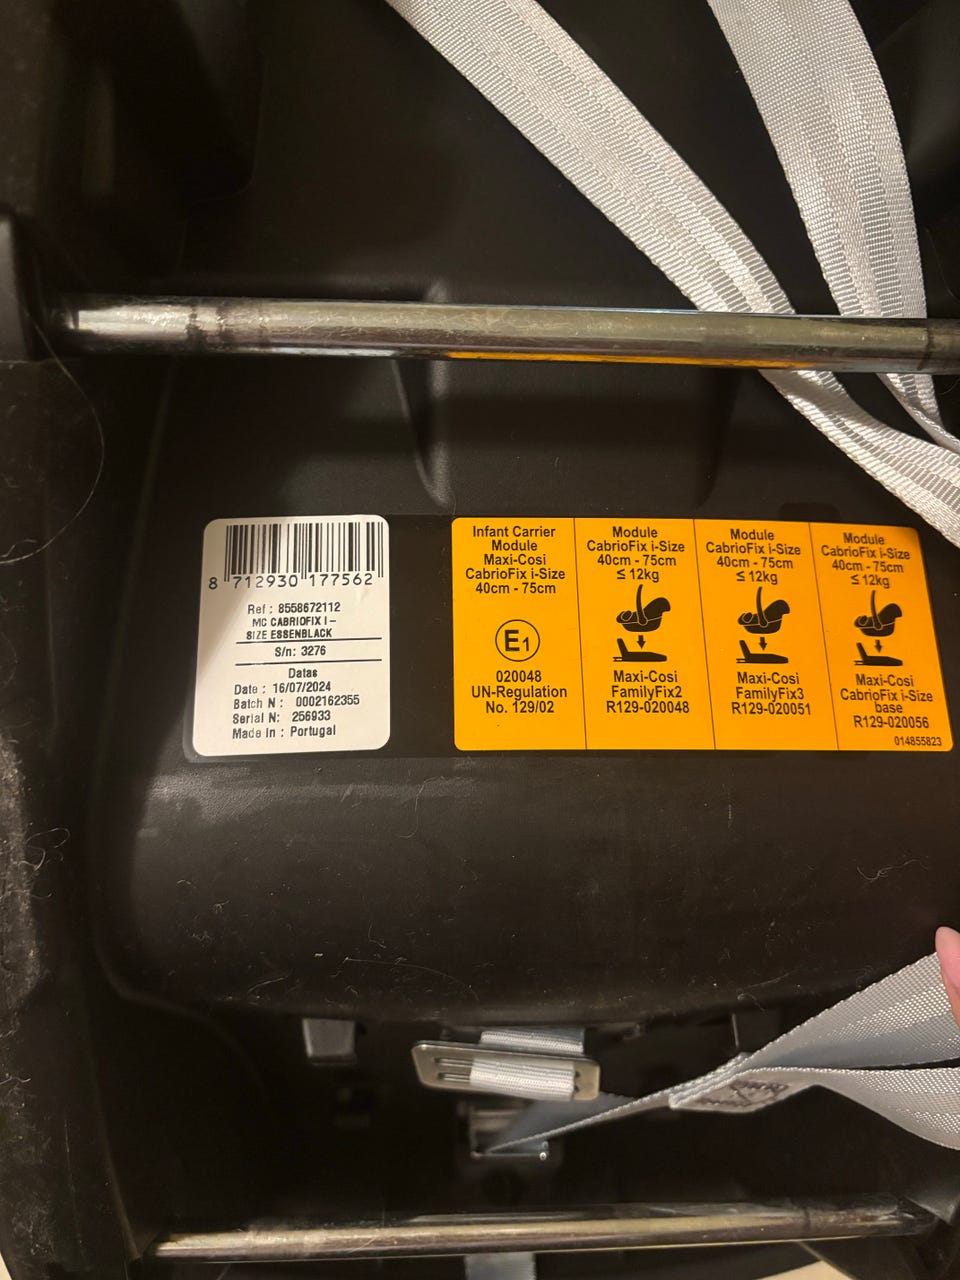 8 712930 177562
Ref : 8558672112
MC CABRIOFIX I-
SIZE ESSENBLACK
S/n: 3276
Datas
Date : 16/07/2024
Batch N : 0002162355
Serial N: 256933
Made in : Portugal
Infant Carrier
Module
Maxi-Cosi
CabrioFix i-Size
40cm - 75cm
E1
020048
UN-Regulation
No. 129/02
Module
CabrioFix i-Size
40cm - 75cm
≤ 12kg
Maxi-Cosi
FamilyFix2
R129-020048
Module
CabrioFix i-Size
40cm - 75cm
≤ 12kg
Maxi-Cosi
FamilyFix3
R129-020051
Module
CabrioFix i-Size
40cm - 75cm
≤ 12kg
Maxi-Cosi
CabrioFix i-Size
base
R129-020056
014855823